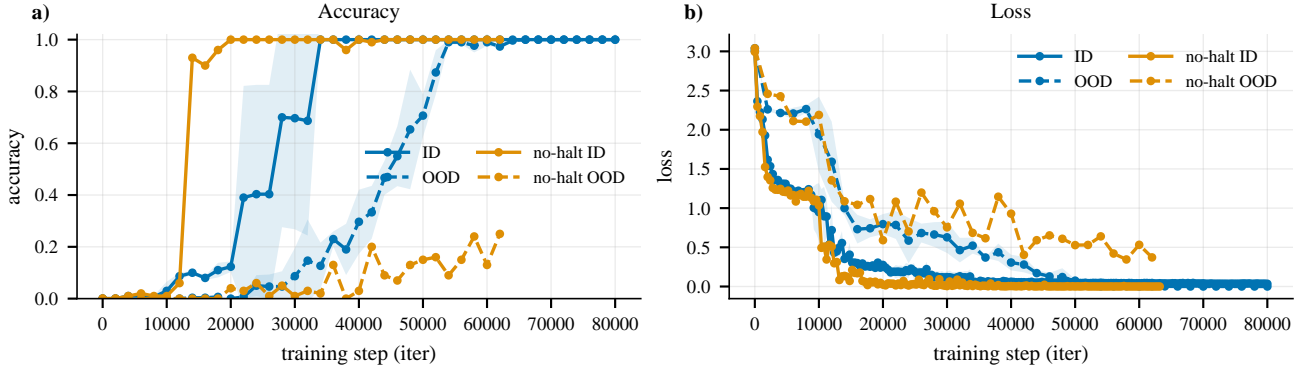 a)
Accuracy
1.0
0.8
0.6
0.4
0.2
0.0
accuracy
ID
OOD
no-halt ID
no-halt OOD
0 10000 20000 30000 40000 50000 60000 70000 80000
training step (iter)
b)
Loss
3.0
2.5
2.0
1.5
1.0
0.5
0.0
loss
ID
OOD
no-halt ID
no-halt OOD
0 10000 20000 30000 40000 50000 60000 70000 80000
training step (iter)